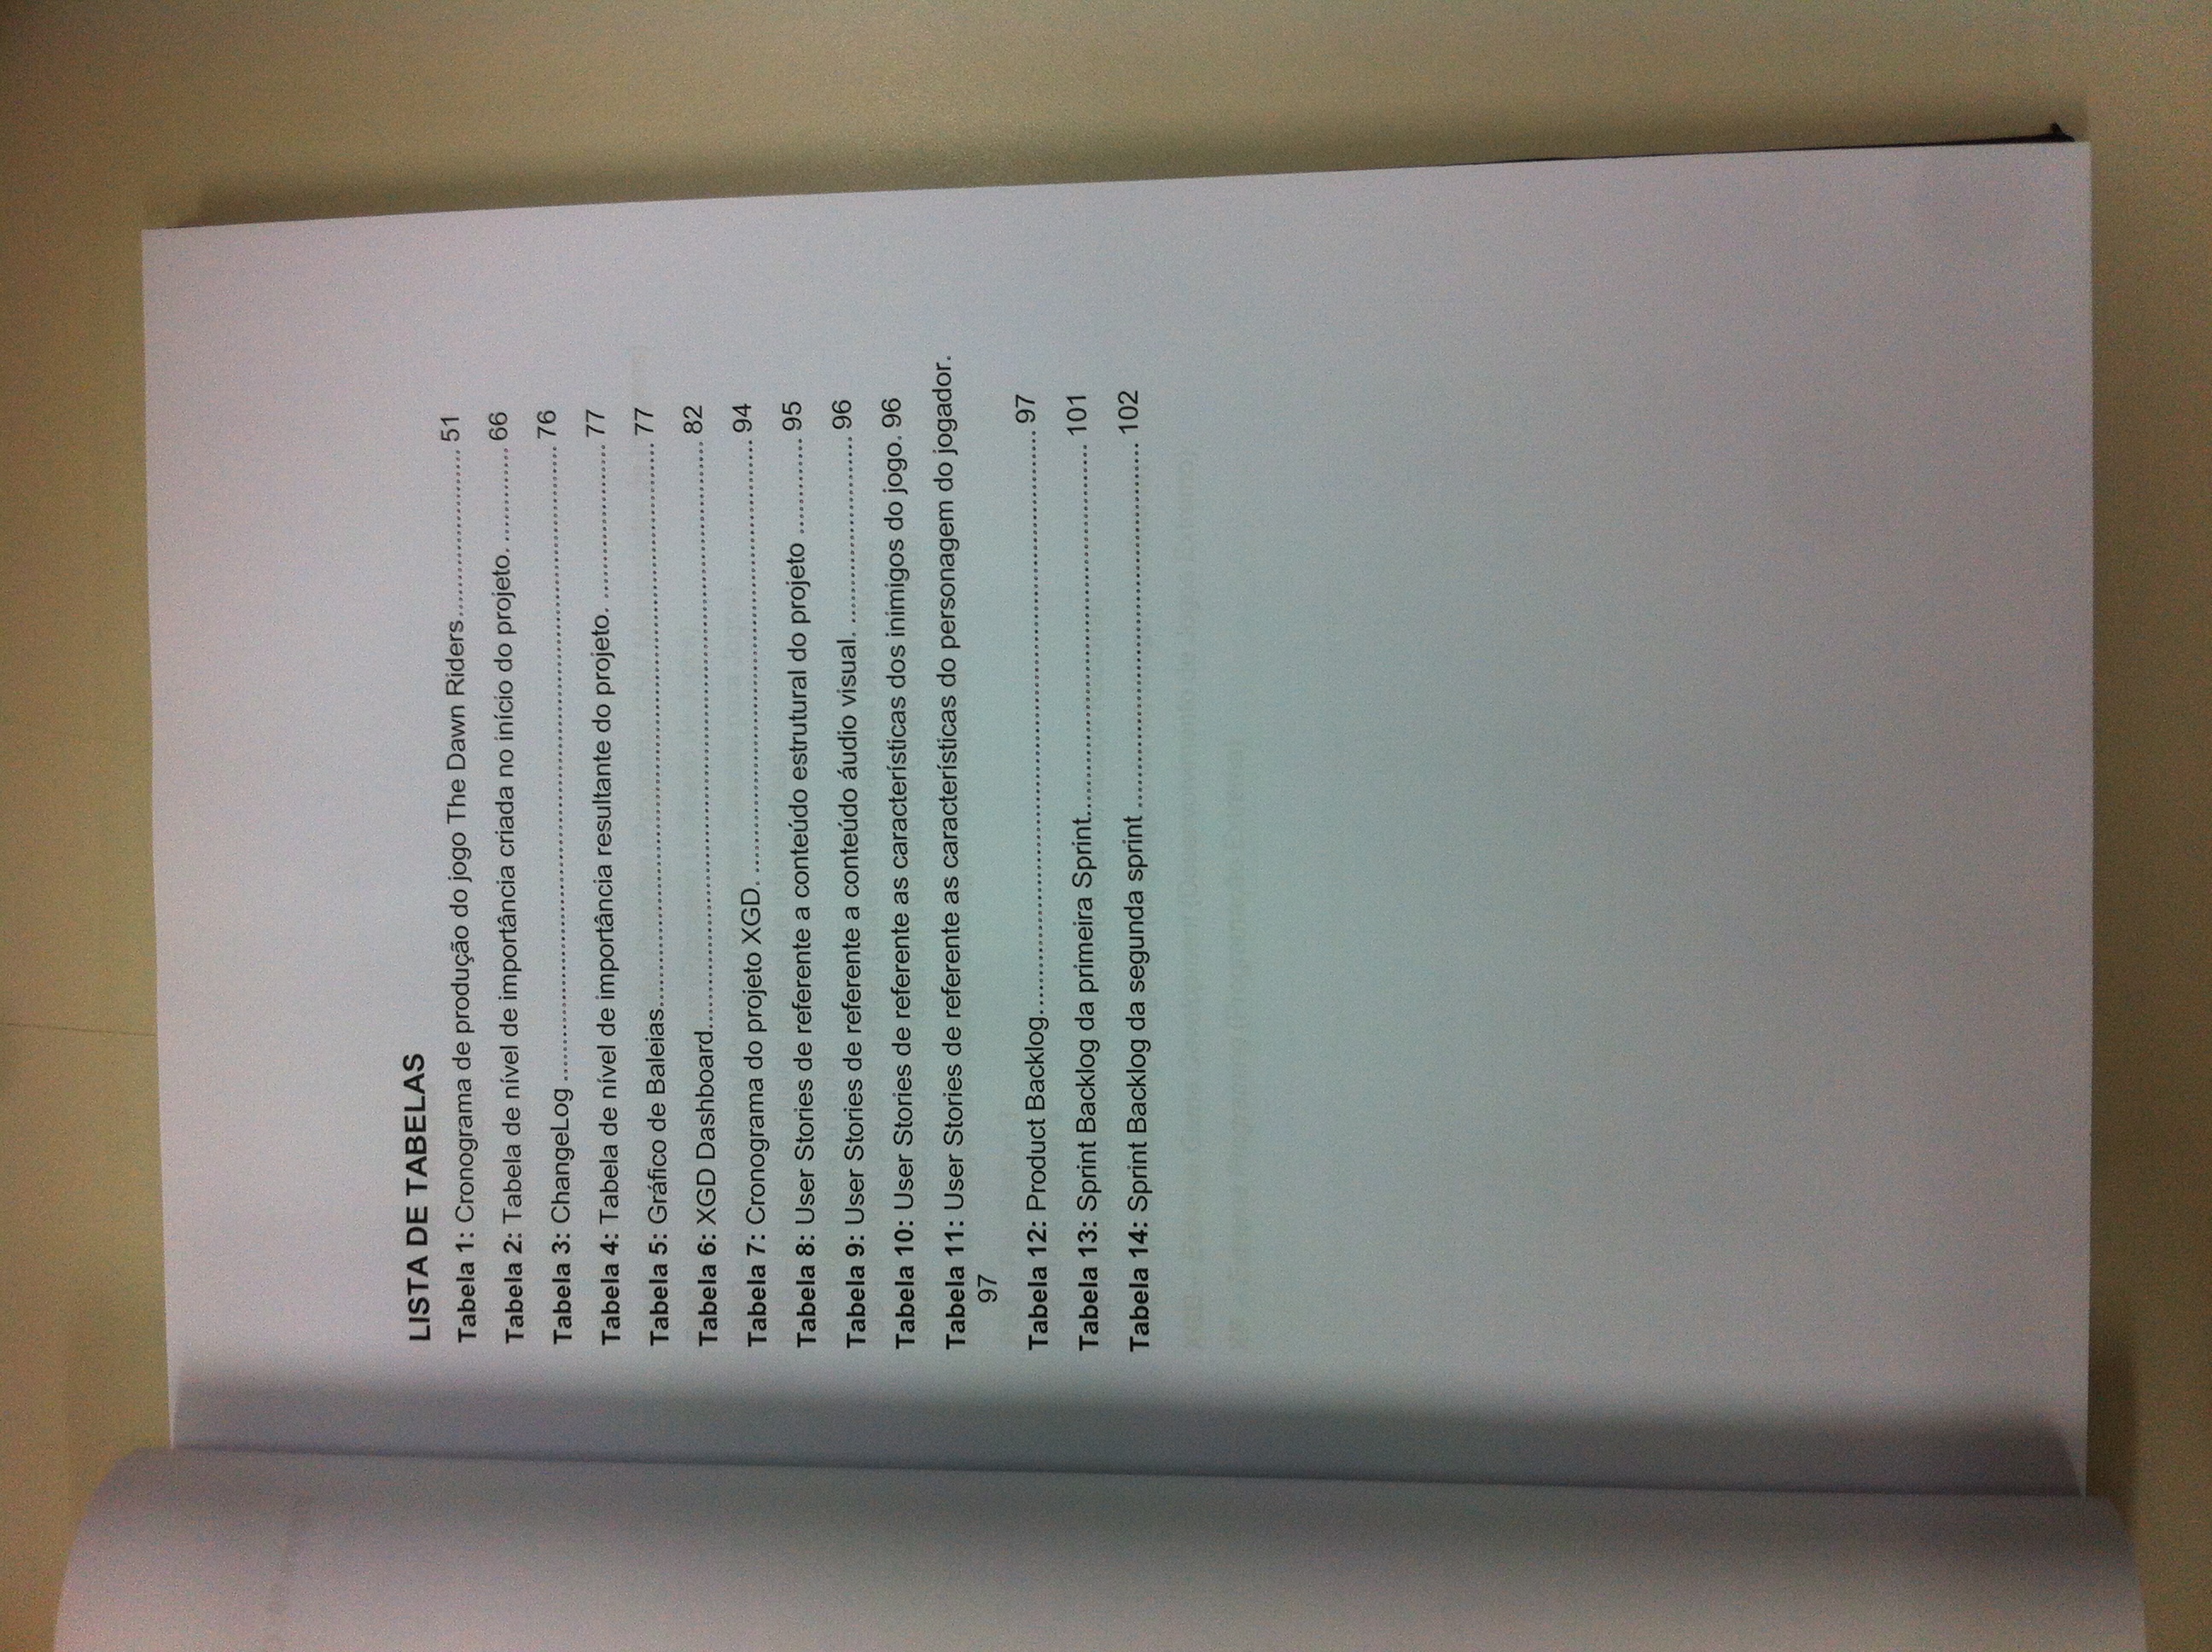 LISTA DE TABELAS
Tabela 1: Cronograma de produção do jogo The Dawn Riders........................ 51
Tabela 2: Tabela de nível de importância criada no início do projeto. ............. 66
Tabela 3: ChangeLog ........................................................................................ 76
Tabela 4: Tabela de nível de importância resultante do projeto. ..................... 77
Tabela 5: Gráfico de Baleias.............................................................................. 77
Tabela 6: XGD Dashboard................................................................................. 82
Tabela 7: Cronograma do projeto XGD. ............................................................ 94
Tabela 8: User Stories de referente a conteúdo estrutural do projeto ............. 95
Tabela 9: User Stories de referente a conteúdo áudio visual. .......................... 96
Tabela 10: User Stories de referente as características dos inimigos do jogo. 96
Tabela 11: User Stories de referente as características do personagem do jogador.
97
Tabela 12: Product Backlog................................................................................ 97
Tabela 13: Sprint Backlog da primeira Sprint................................................... 101
Tabela 14: Sprint Backlog da segunda sprint .................................................. 102